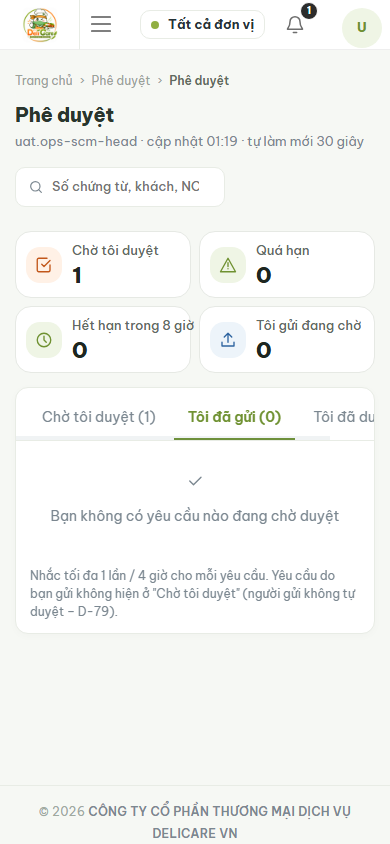 DeliCare
Tất cả đơn vị
1
U
Trang chủ › Phê duyệt › Phê duyệt
Phê duyệt
uat.ops-scm-head · cập nhật 01:19 · tự làm mới 30 giây
Số chứng từ, khách, NC
Chờ tôi duyệt
1
Quá hạn
0
Hết hạn trong 8 giờ
0
Tôi gửi đang chờ
0
Chờ tôi duyệt (1)
Tôi đã gửi (0)
Tôi đã du
Bạn không có yêu cầu nào đang chờ duyệt
Nhắc tối đa 1 lần / 4 giờ cho mỗi yêu cầu. Yêu cầu do
bạn gửi không hiện ở "Chờ tôi duyệt" (người gửi không tự
duyệt – D-79).
© 2026 CÔNG TY CỔ PHẦN THƯƠNG MẠI DỊCH VỤ
DELICARE VN